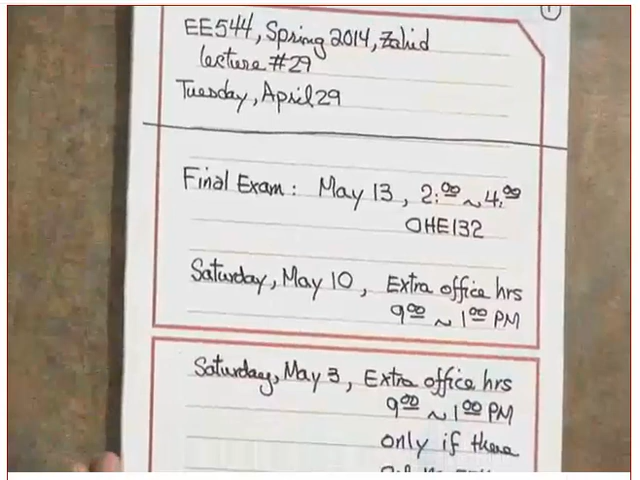 1
EE544, Spring 2014, Zahid
Lecture #29
Tuesday, April 29
Final Exam: May 13, 2:00 ~ 4:00
OHE132
Saturday, May 10, Extra office hrs
9:00 ~ 1:00 PM
Saturday, May 3, Extra office hrs
9:00 ~ 1:00 PM
only if there